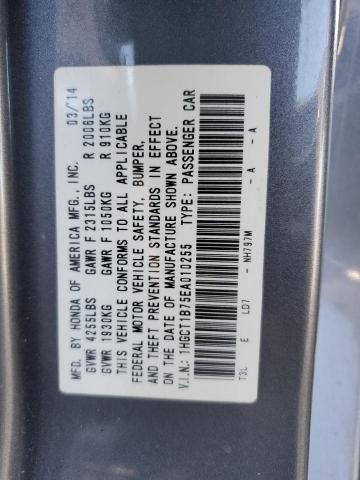 MFD. BY HONDA OF AMERICA MFG., INC. 03/'14
GVWR 4255LBS GAWR F 2315LBS R 2006LBS
GVWR 1930KG GAWR F 1050KG R 910KG
THIS VEHICLE CONFORMS TO ALL APPLICABLE
FEDERAL MOTOR VEHICLE SAFETY, BUMPER,
AND THEFT PREVENTION STANDARDS IN EFFECT
ON THE DATE OF MANUFACTURE SHOWN ABOVE.
V.I.N.: 1HGCT1B75EA010255 TYPE: PASSENGER CAR
E LD7 - NH797M - A - A
T3L